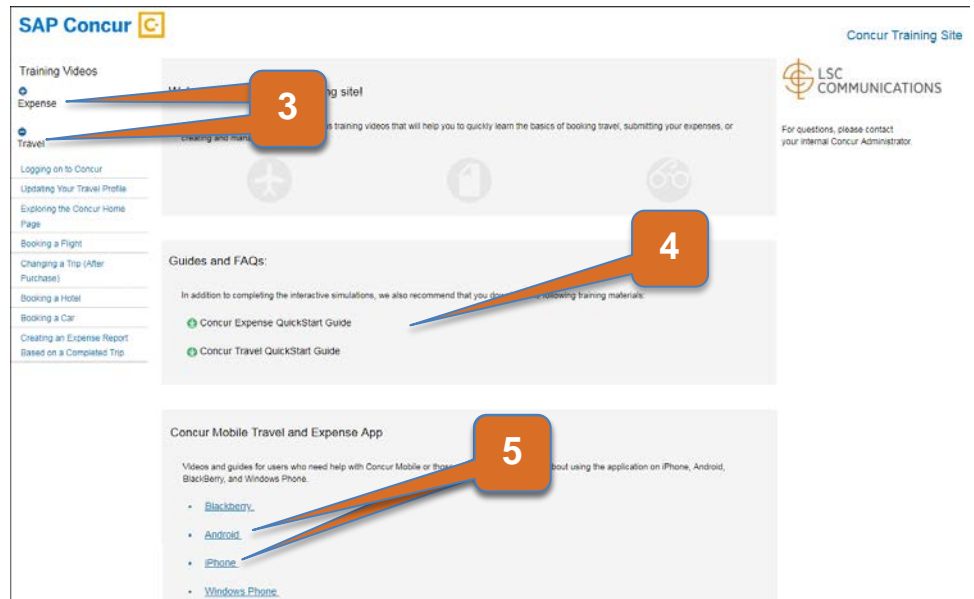 SAP Concur C
Concur Training Site
Training Videos
Expense
Travel
Logging on to Concur
Updating Your Travel Profile
Exploring the Concur Home
Page
Booking a Flight
Changing a Trip (After
Purchase)
Booking a Hotel
Booking a Car
Creating an Expense Report
Based on a Completed Trip
3
site!
training videos that will help you to quickly learn the basics of booking travel, submitting your expenses, or
creating and
LSC
COMMUNICATIONS
For questions, please contact
your internal Concur Administrator.
4
Guides and FAQs:
In addition to completing the interactive simulations, we also recommend that you following training materials:
Concur Expense QuickStart Guide
Concur Travel QuickStart Guide
5
Concur Mobile Travel and Expense App
Videos and guides for users who need help with Concur Mobile or using the application on iPhone, Android,
BlackBerry, and Windows Phone.
Blackberry
Android
iPhone
Windows Phone